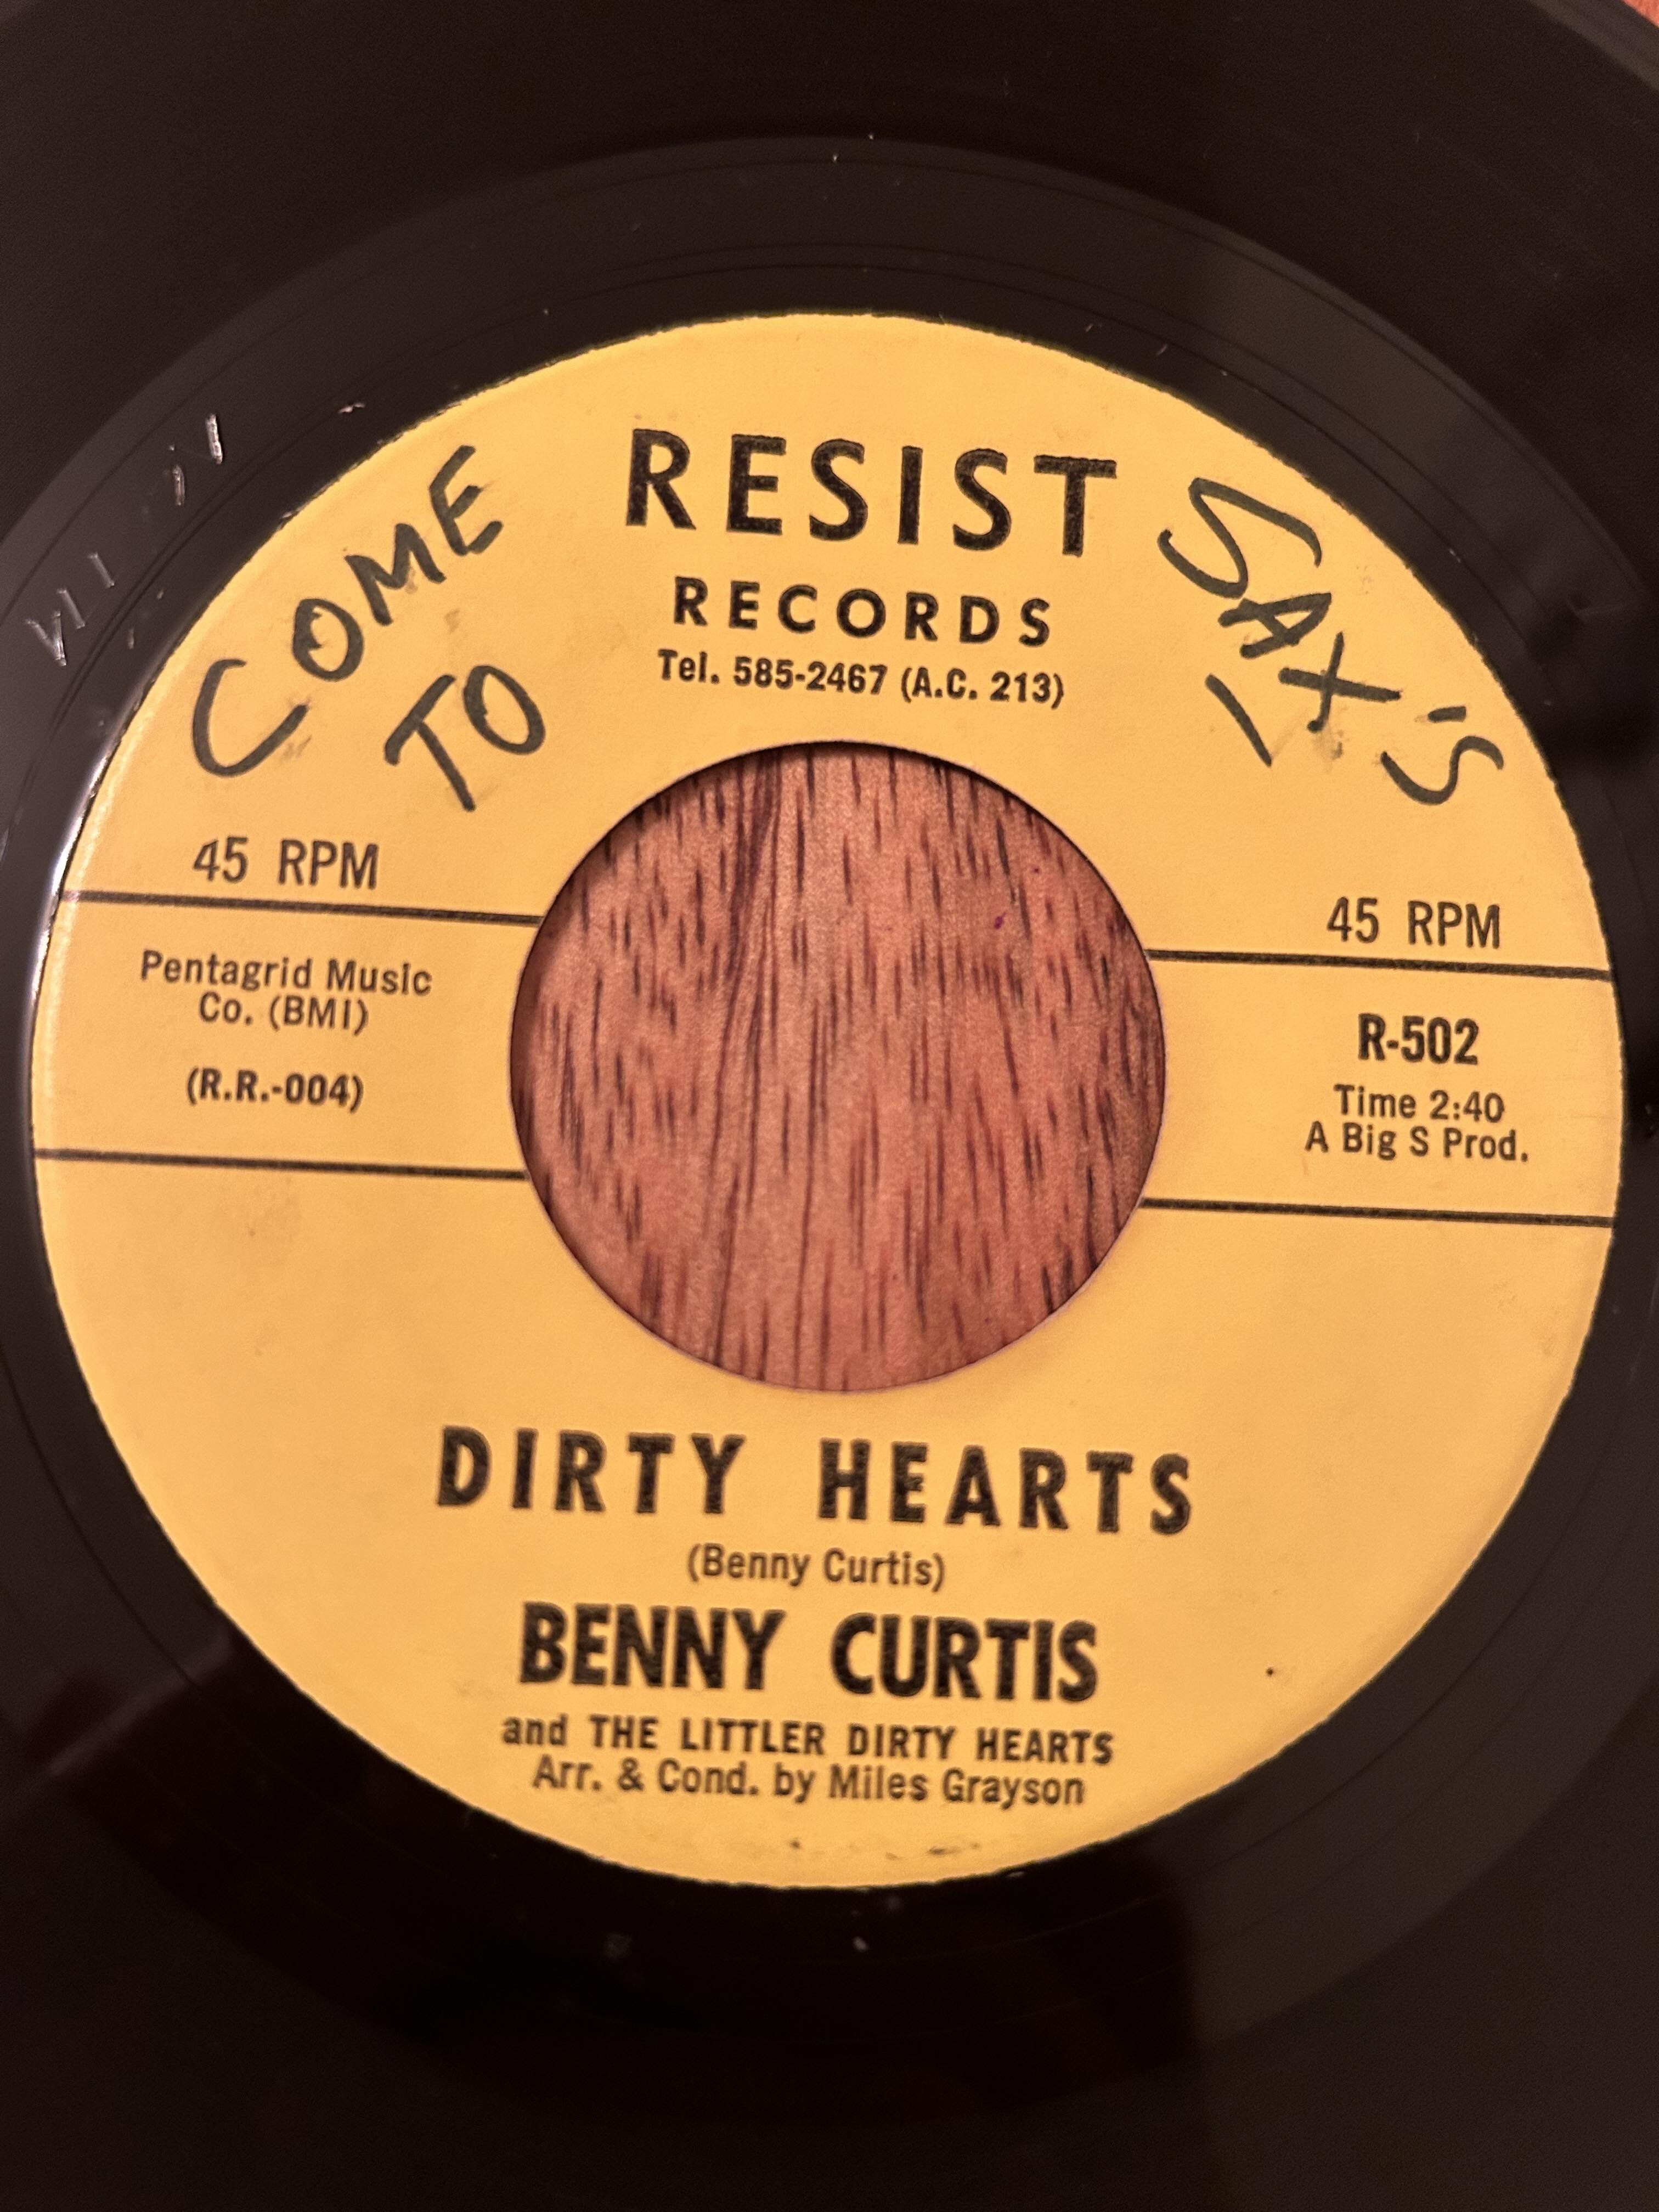 COME TO
RESIST
SAX'S
RECORDS
Tel. 585-2467 (A.C. 213)
45 RPM
45 RPM
Pentagrid Music
Co. (BMI)
(R.R.-004)
R-502
Time 2:40
A Big S Prod.
DIRTY HEARTS
(Benny Curtis)
BENNY CURTIS
and THE LITTLER DIRTY HEARTS
Arr. & Cond. by Miles Grayson